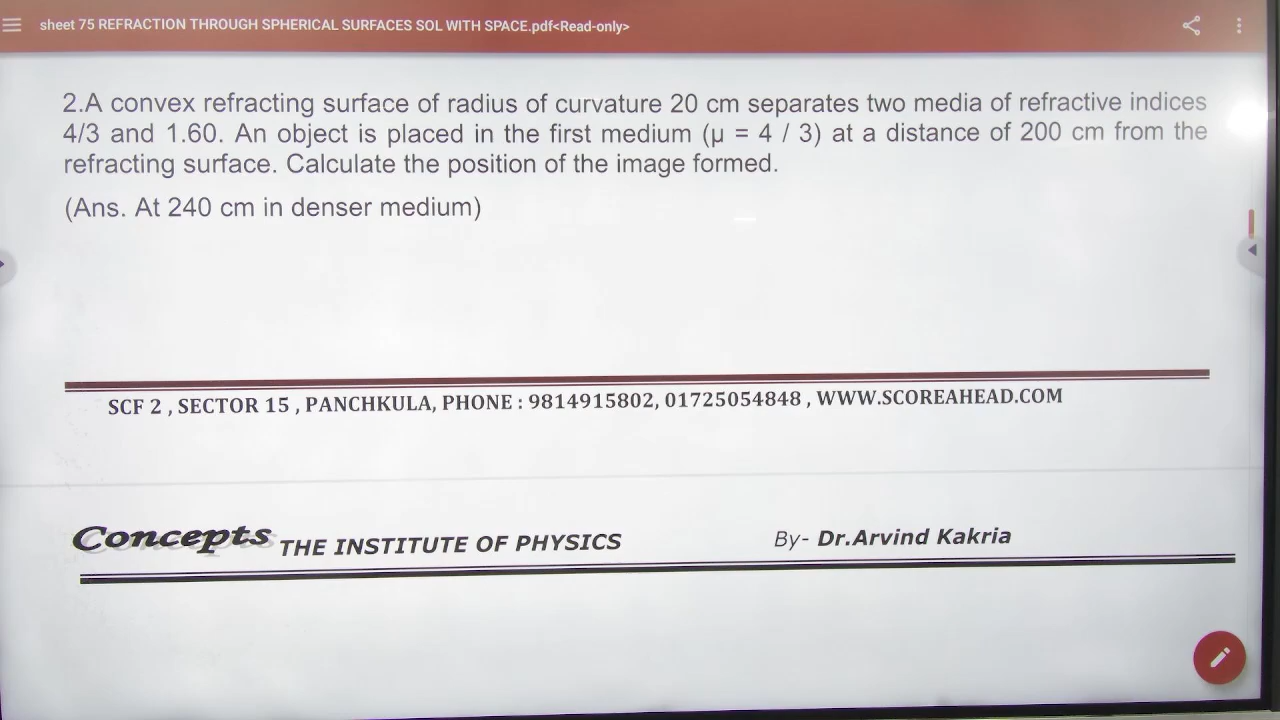 sheet 75 REFRACTION THROUGH SPHERICAL SURFACES SOL WITH SPACE.pdf<Read-only>
2.A convex refracting surface of radius of curvature 20 cm separates two media of refractive indices
4/3 and 1.60. An object is placed in the first medium (μ = 4 / 3) at a distance of 200 cm from the
refracting surface. Calculate the position of the image formed.
(Ans. At 240 cm in denser medium)
SCF 2 , SECTOR 15 , PANCHKULA, PHONE : 9814915802, 01725054848 , WWW.SCOREAHEAD.COM
Concepts THE INSTITUTE OF PHYSICS By- Dr.Arvind Kakria